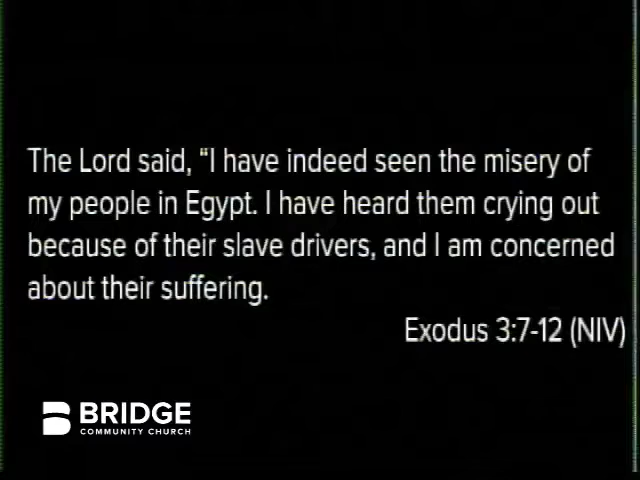 The Lord said, “I have indeed seen the misery of
my people in Egypt. I have heard them crying out
because of their slave drivers, and I am concerned
about their suffering.
Exodus 3:7-12 (NIV)
BRIDGE
COMMUNITY CHURCH